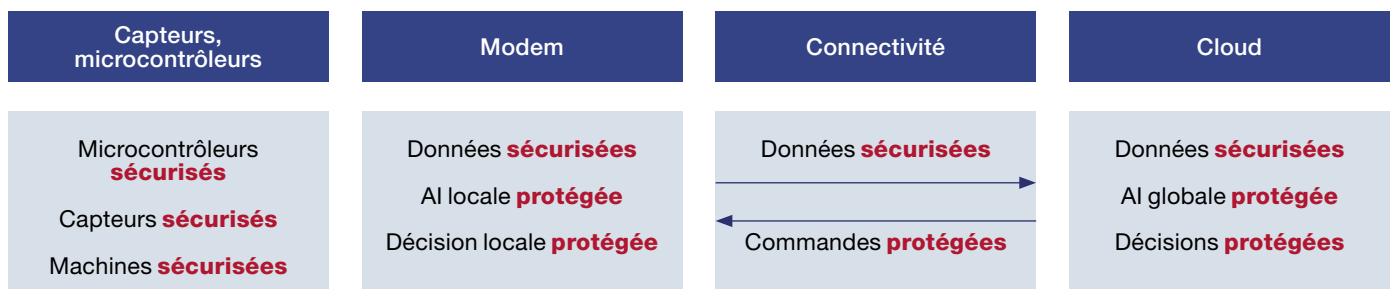 Capteurs,
microcontrôleurs
Modem
Connectivité
Cloud
Microcontrôleurs
sécurisés
Capteurs sécurisés
Machines sécurisées
Données sécurisées
AI locale protégée
Décision locale protégée
Données sécurisées
Commandes protégées
Données sécurisées
AI globale protégée
Décisions protégées